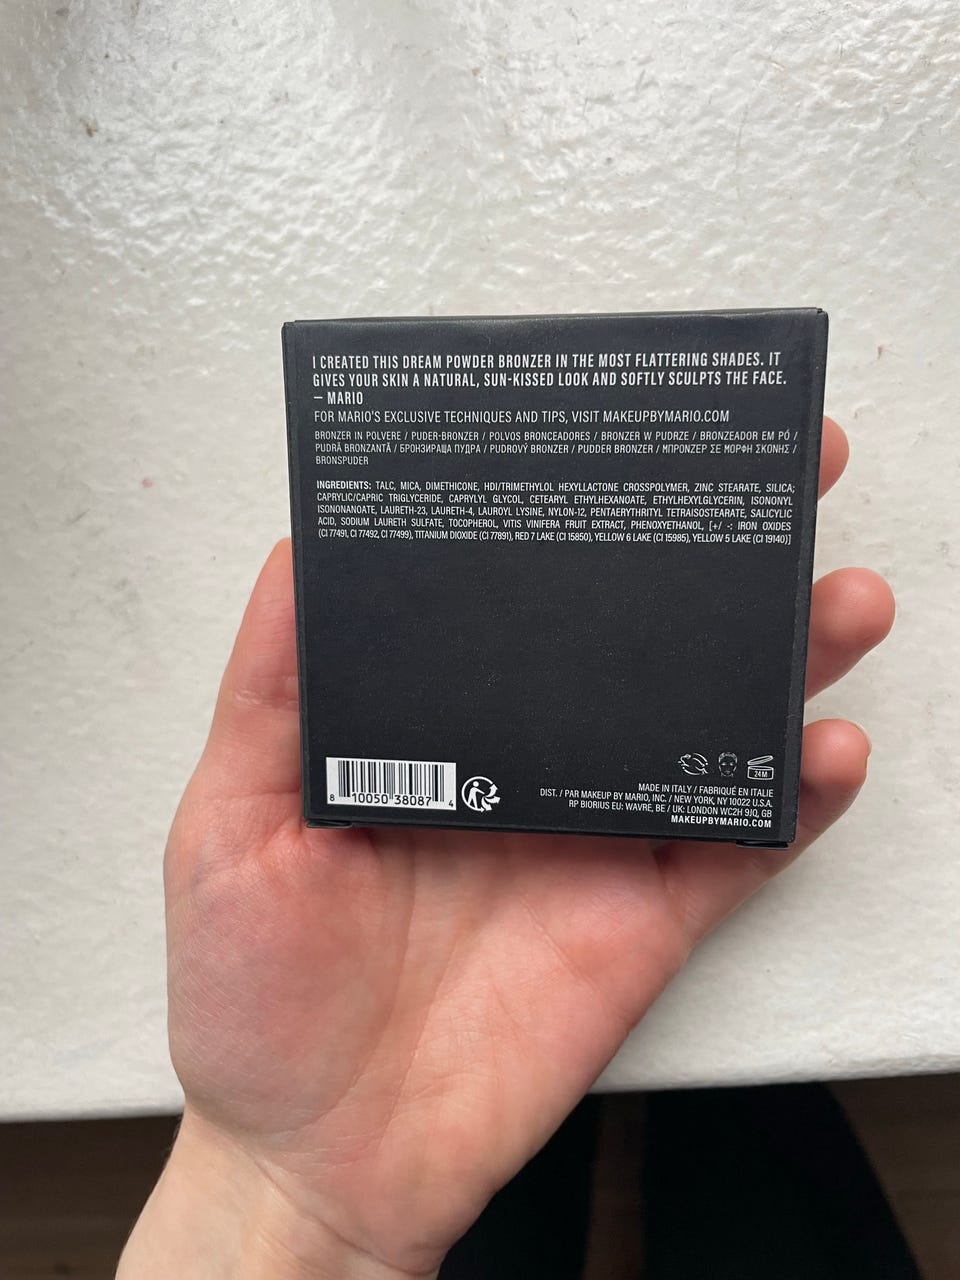 I CREATED THIS DREAM POWDER BRONZER IN THE MOST FLATTERING SHADES. IT
GIVES YOUR SKIN A NATURAL, SUN-KISSED LOOK AND SOFTLY SCULPTS THE FACE.
— MARIO
FOR MARIO'S EXCLUSIVE TECHNIQUES AND TIPS, VISIT MAKEUPBYMARIO.COM
BRONZER IN POLVERE / PUDER-BRONZER / POLVOS BRONCEADORES / BRONZER W PUDRZE / BRONZEADOR EM PÓ /
PUDRĂ BRONZANTĂ / БРОНЗИРАЩА ПУДРА / PUDROVÝ BRONZER / PUDDER BRONZER / ΜΠΡΟΝΖΕΡ ΣΕ ΜΟΡΦΗ ΣΚΟΝΗΣ /
BRONSPUDER
INGREDIENTS: TALC, MICA, DIMETHICONE, HDI/TRIMETHYLOL HEXYLLACTONE CROSSPOLYMER, ZINC STEARATE, SILICA;
CAPRYLIC/CAPRIC TRIGLYCERIDE, CAPRYLYL GLYCOL, CETEARYL ETHYLHEXANOATE, ETHYLHEXYLGLYCERIN, ISONONYL
ISONONANOATE, LAURETH-23, LAURETH-4, LAUROYL LYSINE, NYLON-12, PENTAERYTHRITYL TETRAISOSTEARATE, SALICYLIC
ACID, SODIUM LAURETH SULFATE, TOCOPHEROL, VITIS VINIFERA FRUIT EXTRACT, PHENOXYETHANOL, [+/ -: IRON OXIDES
(CI 77491, CI 77492, CI 77499), TITANIUM DIOXIDE (CI 77891), RED 7 LAKE (CI 15850), YELLOW 6 LAKE (CI 15985), YELLOW 5 LAKE (CI 19140)]
24M
8 10050 38087 4
MADE IN ITALY / FABRIQUÉ EN ITALIE
DIST. / PAR MAKEUP BY MARIO, INC. / NEW YORK, NY 10022 U.S.A.
RP BIORIUS EU: WAVRE, BE / UK: LONDON WC2H 9JQ, GB
MAKEUPBYMARIO.COM